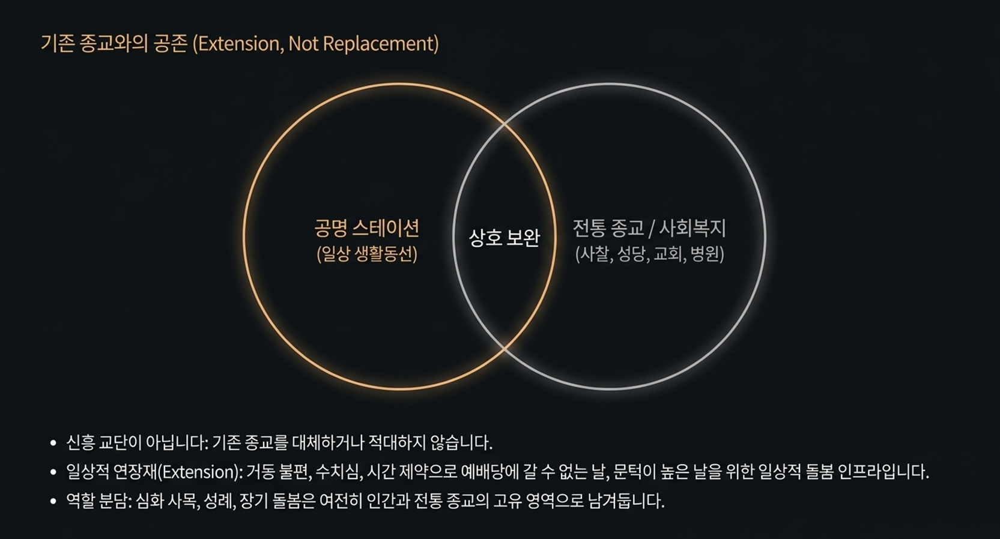 기존 종교와의 공존 (Extension, Not Replacement)
공명 스테이션
(일상 생활동선)
상호 보완
전통 종교 / 사회복지
(사찰, 성당, 교회, 병원)
• 신흥 교단이 아닙니다: 기존 종교를 대체하거나 적대하지 않습니다.
• 일상적 연장재(Extension): 거동 불편, 수치심, 시간 제약으로 예배당에 갈 수 없는 날, 문턱이 높은 날을 위한 일상적 돌봄 인프라입니다.
• 역할 분담: 심화 사목, 성례, 장기 돌봄은 여전히 인간과 전통 종교의 고유 영역으로 남겨둡니다.